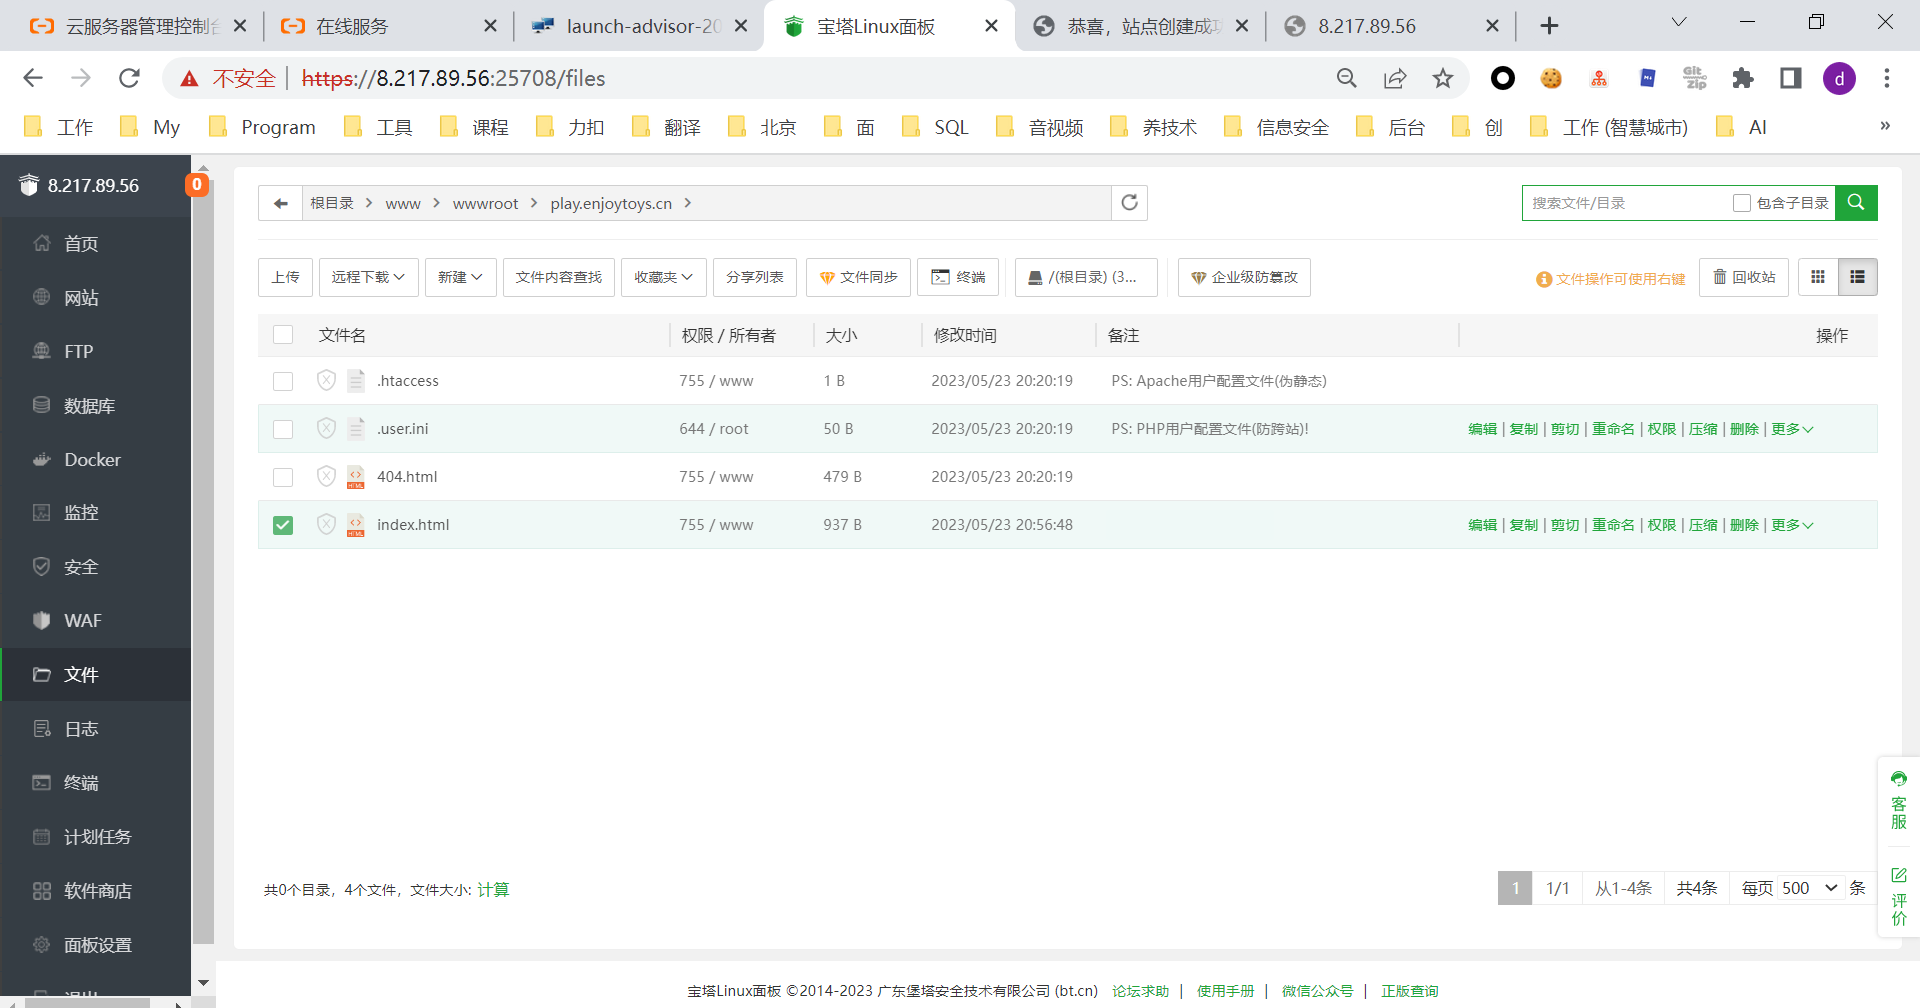 云服务器管理控制台
在线服务
launch-advisor-20
宝塔Linux面板
恭喜，站点创建成功
8.217.89.56
不安全 https://8.217.89.56:25708/files
Git Zip
d
工作 My Program 工具 课程 力扣 翻译 北京 面 SQL 音视频 养技术 信息安全 后台 创 工作 (智慧城市) AI »
8.217.89.56
0
首页
网站
FTP
数据库
Docker
监控
安全
WAF
文件
日志
终端
计划任务
软件商店
面板设置
退出
根目录 > www > wwwroot > play.enjoytoys.cn >
搜索文件/目录 包含子目录
上传 远程下载 新建 文件内容查找 收藏夹 分享列表 文件同步 终端 /(根目录) (3... 企业级防篡改
文件操作可使用右键 回收站
文件名 权限 / 所有者 大小 修改时间 备注 操作
.htaccess 755 / www 1 B 2023/05/23 20:20:19 PS: Apache用户配置文件(伪静态)
.user.ini 644 / root 50 B 2023/05/23 20:20:19 PS: PHP用户配置文件(防跨站)! 编辑 | 复制 | 剪切 | 重命名 | 权限 | 压缩 | 删除 | 更多
404.html 755 / www 479 B 2023/05/23 20:20:19
index.html 755 / www 937 B 2023/05/23 20:56:48 编辑 | 复制 | 剪切 | 重命名 | 权限 | 压缩 | 删除 | 更多
共0个目录，4个文件，文件大小: 计算
1 1/1 从1-4条 共4条 每页 500 条
客服
评价
宝塔Linux面板 ©2014-2023 广东堡塔安全技术有限公司 (bt.cn) 论坛求助 | 使用手册 | 微信公众号 | 正版查询